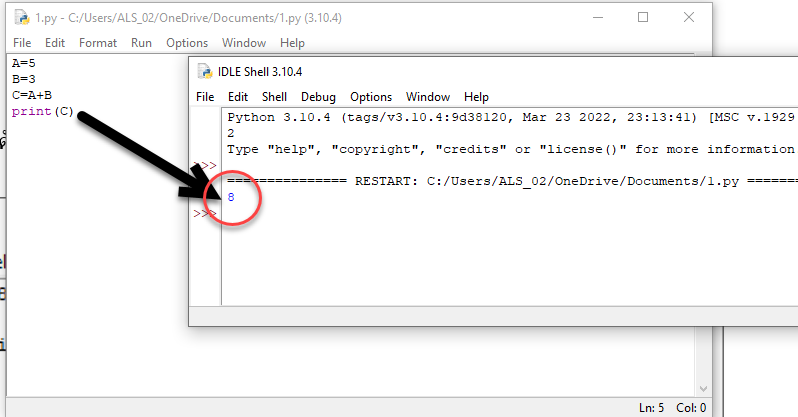 1.py - C:/Users/ALS_02/OneDrive/Documents/1.py (3.10.4)
File Edit Format Run Options Window Help
A=5
B=3
C=A+B
print(C)
IDLE Shell 3.10.4
File Edit Shell Debug Options Window Help
Python 3.10.4 (tags/v3.10.4:9d38120, Mar 23 2022, 23:13:41) [MSC v.1929
2
Type "help", "copyright", "credits" or "license()" for more information
>>>
=============== RESTART: C:/Users/ALS_02/OneDrive/Documents/1.py =======
8
>>>
Ln: 5 Col: 0